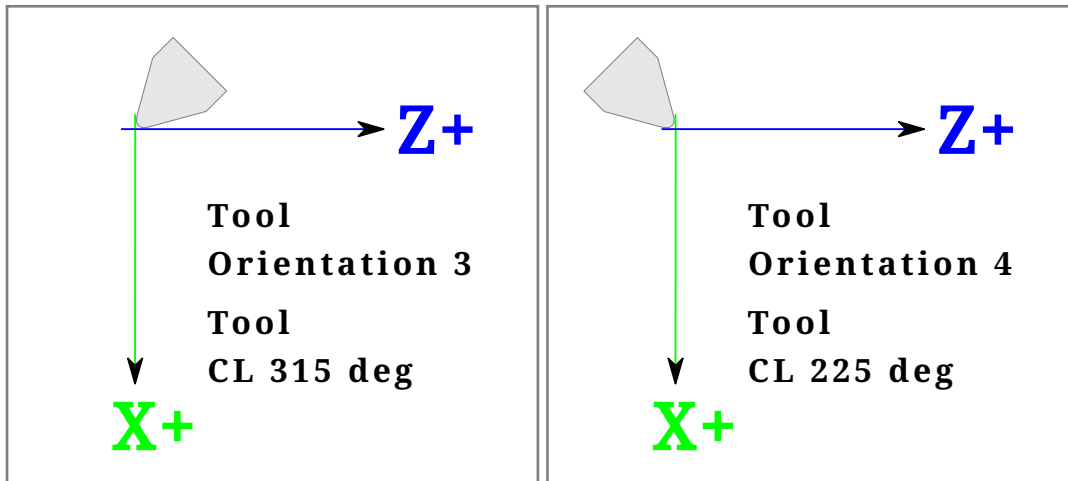 Z+
Tool
Orientation 3
Tool
CL 315 deg
X+
Z+
Tool
Orientation 4
Tool
CL 225 deg
X+